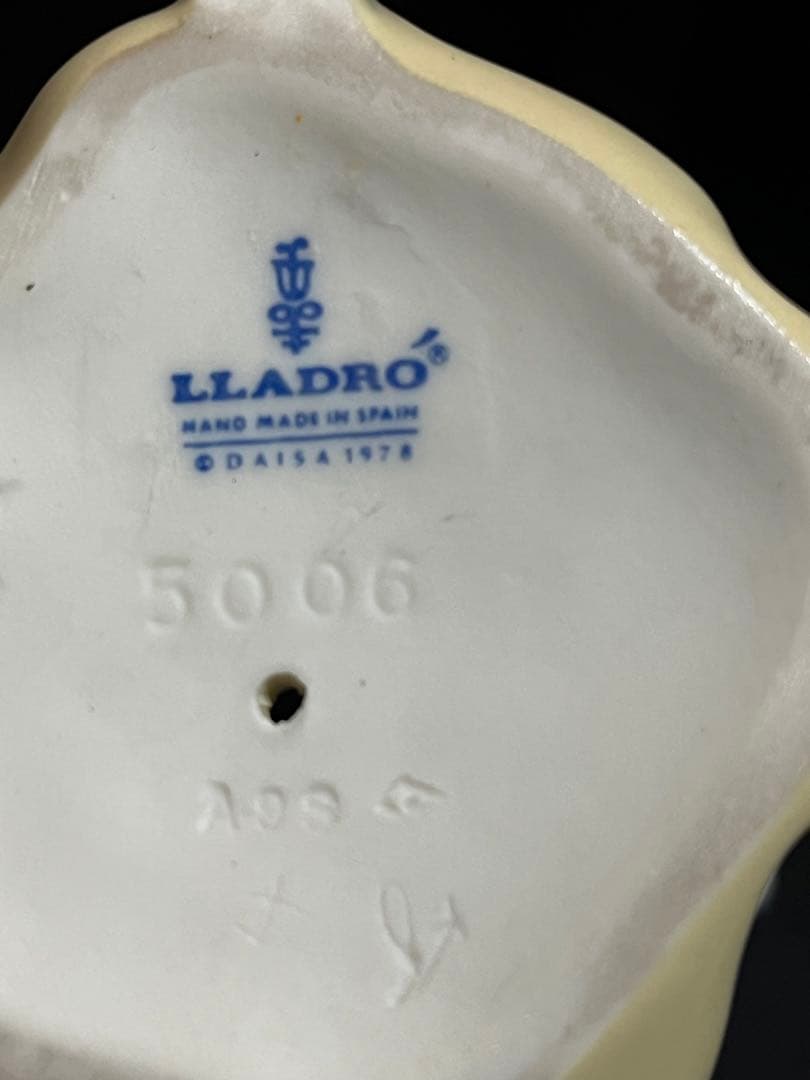 LLADRÓ®
HAND MADE IN SPAIN
© DAISA 1978
5006